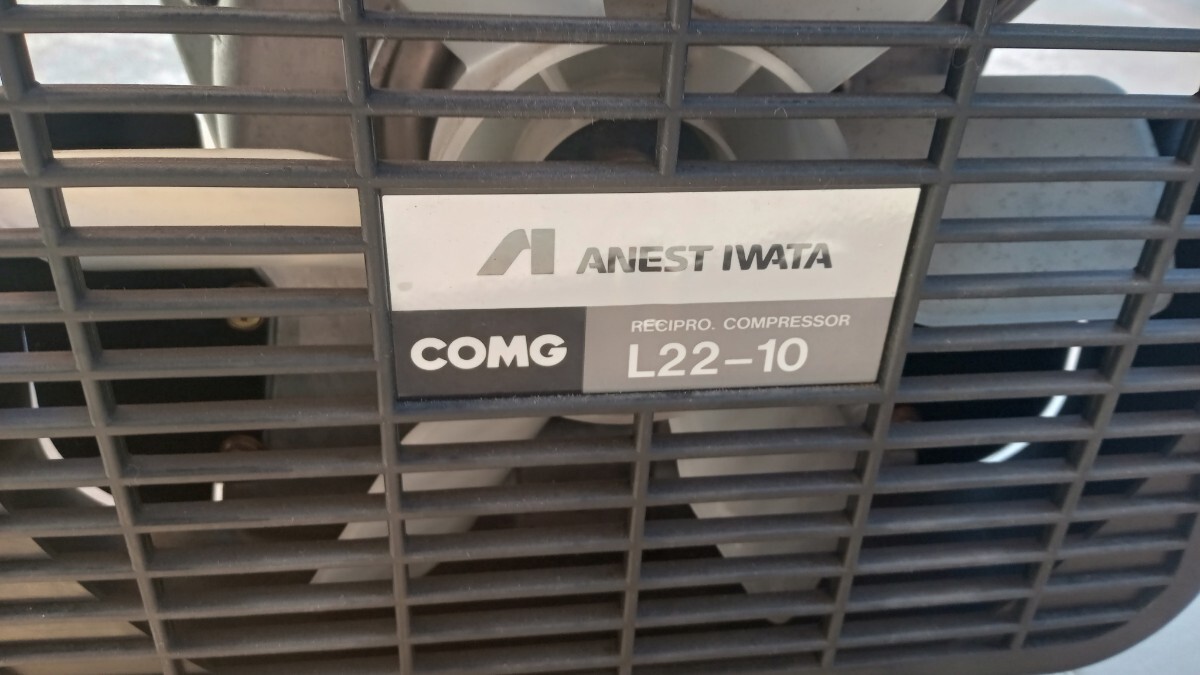 ANEST IWATA
COMG
RECIPRO. COMPRESSOR
L22-10